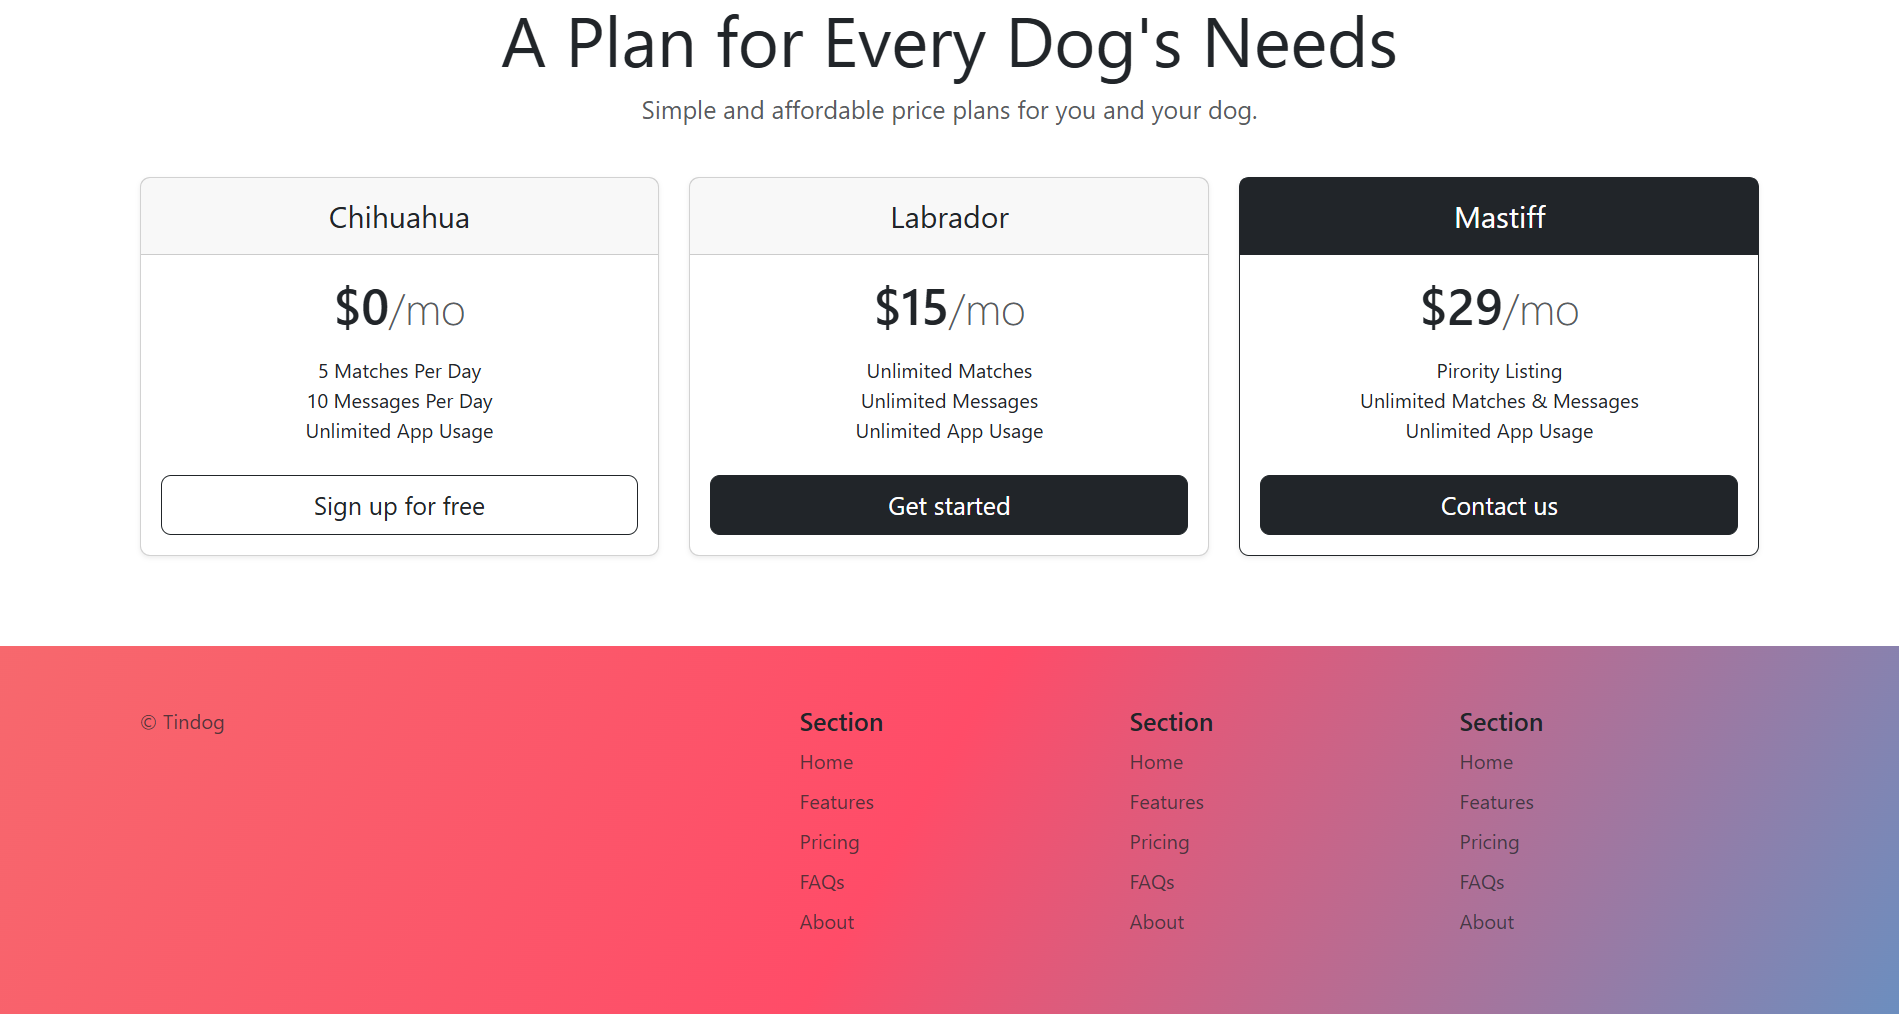 A Plan for Every Dog's Needs
Simple and affordable price plans for you and your dog.
Chihuahua
$0/mo
5 Matches Per Day
10 Messages Per Day
Unlimited App Usage
Sign up for free
Labrador
$15/mo
Unlimited Matches
Unlimited Messages
Unlimited App Usage
Get started
Mastiff
$29/mo
Pirority Listing
Unlimited Matches & Messages
Unlimited App Usage
Contact us
© Tindog
Section
Home
Features
Pricing
FAQs
About
Section
Home
Features
Pricing
FAQs
About
Section
Home
Features
Pricing
FAQs
About